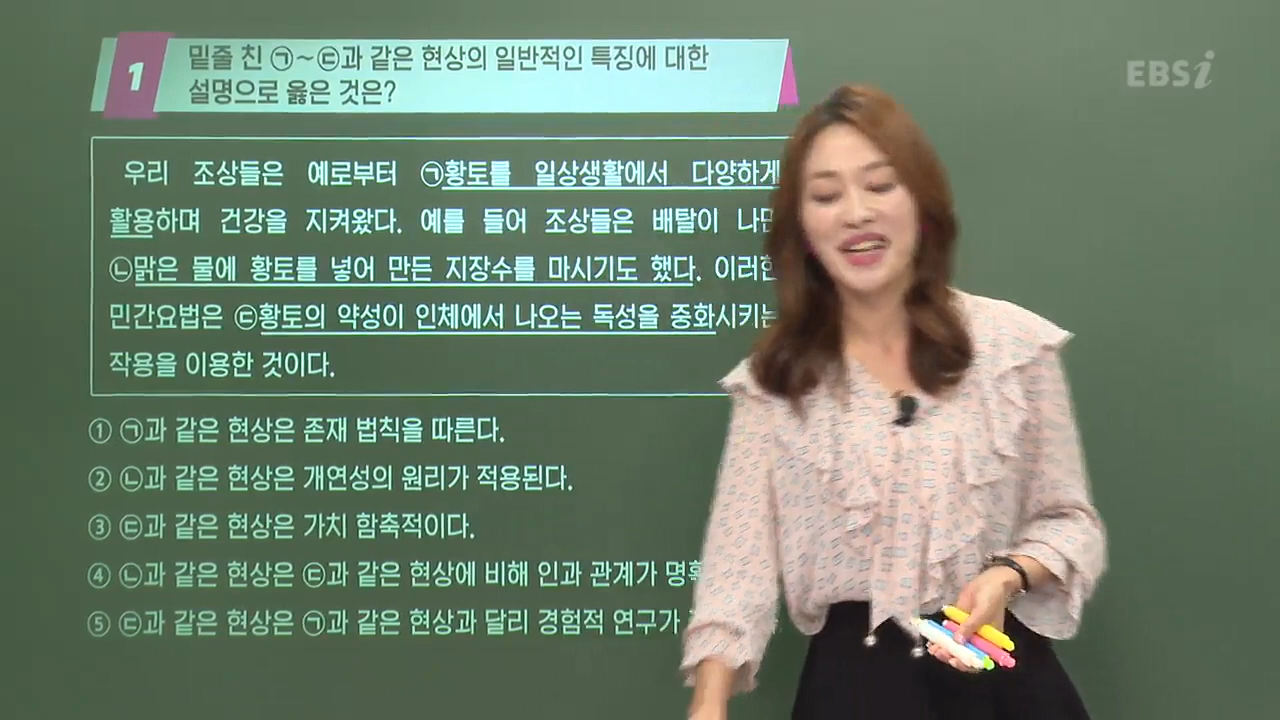 1
밑줄 친 ㉠~㉢과 같은 현상의 일반적인 특징에 대한
설명으로 옳은 것은?
EBSi
우리 조상들은 예로부터 ㉠황토를 일상생활에서 다양하게
활용하며 건강을 지켜왔다. 예를 들어 조상들은 배탈이
㉡맑은 물에 황토를 넣어 만든 지장수를 마시기도 했다.
민간요법은 ㉢황토의 약성이 인체에서 나오는 독성을 중화시키는
작용을 이용한 것이다.
① ㉠과 같은 현상은 존재 법칙을 따른다.
② ㉡과 같은 현상은 개연성의 원리가 적용된다.
③ ㉢과 같은 현상은 가치 함축적이다.
④ ㉡과 같은 현상은 ㉢과 같은 현상에 비해 인과 관계가
⑤ ㉢과 같은 현상은 ㉠과 같은 현상과 달리 경험적 연구가